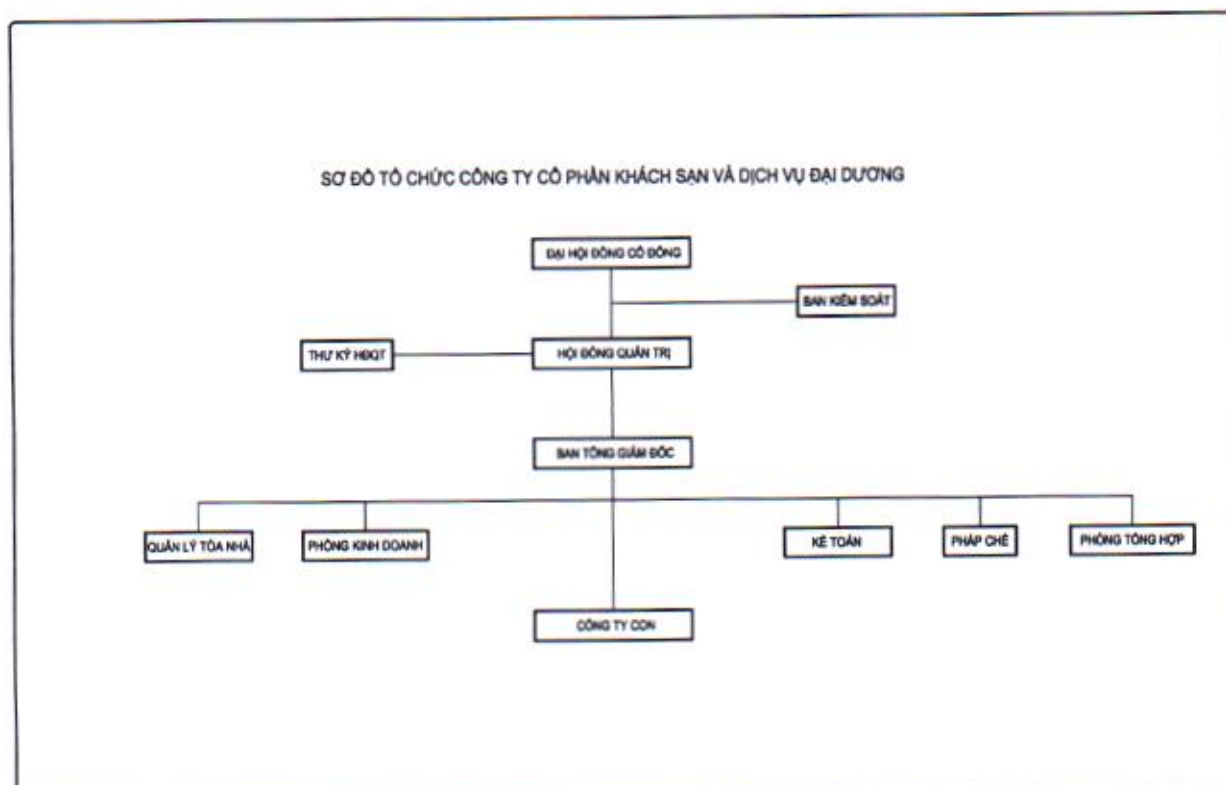 SƠ ĐỒ TỔ CHỨC CÔNG TY CỔ PHẦN KHÁCH SẠN VÀ DỊCH VỤ ĐẠI DƯƠNG
ĐẠI HỘI ĐỒNG CỔ ĐÔNG
BAN KIỂM SOÁT
THƯ KÝ HĐQT
HỘI ĐỒNG QUẢN TRỊ
BAN TỔNG GIÁM ĐỐC
QUẢN LÝ TÒA NHÀ
PHÒNG KINH DOANH
KẾ TOÁN
PHÁP CHẾ
PHÒNG TỔNG HỢP
CÔNG TY CON